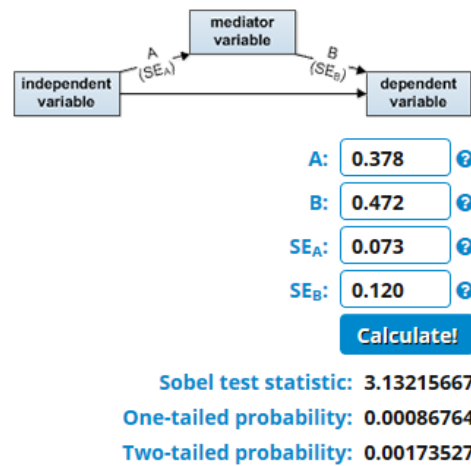 mediator
variable
A
(SEA)
B
(SEB)
independent
variable
dependent
variable
A: 0.378 ?
B: 0.472 ?
SEA: 0.073 ?
SEB: 0.120 ?
Calculate!
Sobel test statistic: 3.13215667
One-tailed probability: 0.00086764
Two-tailed probability: 0.00173527